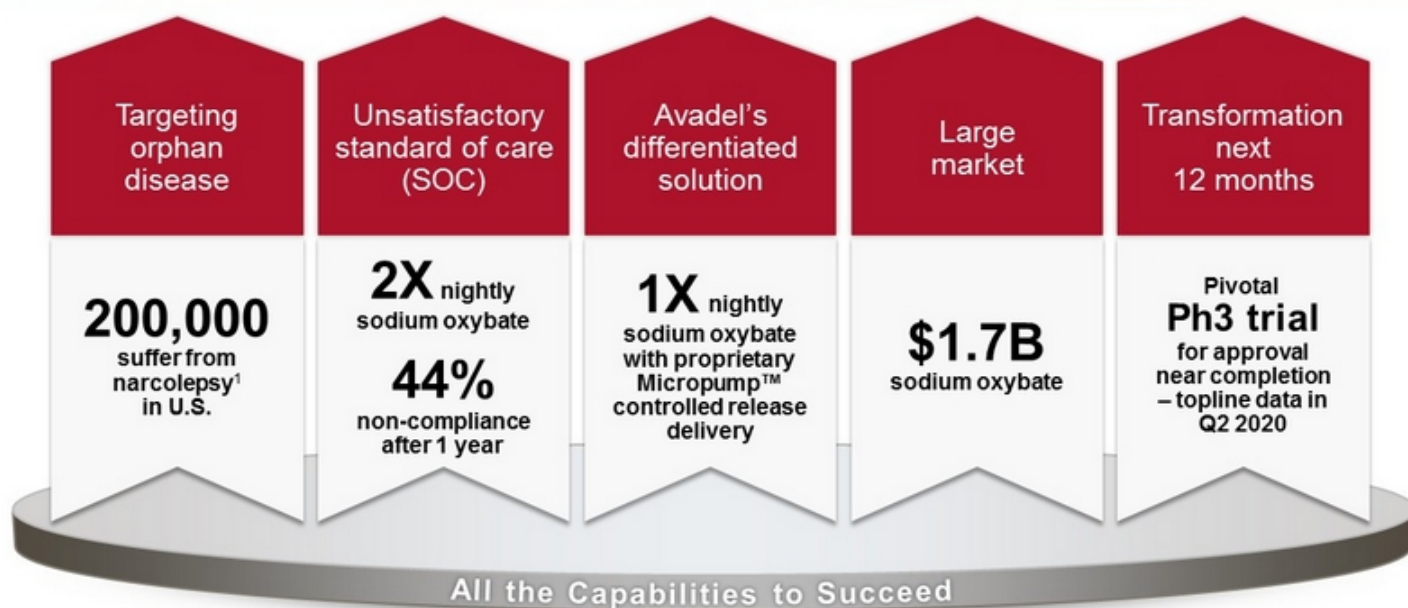 Targeting
orphan
disease
200,000
suffer from
narcolepsy¹
in U.S.
Unsatisfactory
standard of care
(SOC)
2X nightly
sodium oxybate
44%
non-compliance
after 1 year
Avadel's
differentiated
solution
1X nightly
sodium oxybate
with proprietary
Micropump™
controlled release
delivery
Large
market
$1.7B
sodium oxybate
Transformation
next
12 months
Pivotal
Ph3 trial
for approval
near completion
– topline data in
Q2 2020
All the Capabilities to Succeed